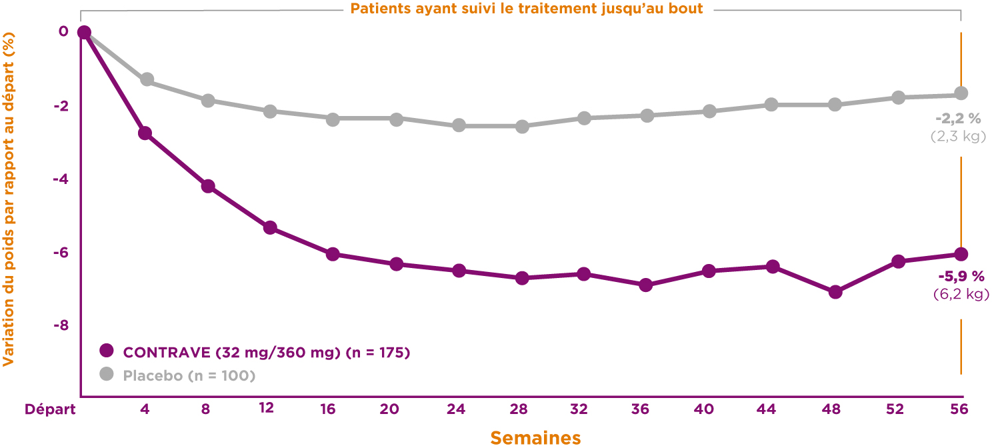 Patients ayant suivi le traitement jusqu’au bout
Variation du poids par rapport au départ (%)
0
-2
-4
-6
-8
-2,2 %
(2,3 kg)
-5,9 %
(6,2 kg)
CONTRAVE (32 mg/360 mg) (n = 175)
Placebo (n = 100)
Départ 4 8 12 16 20 24 28 32 36 40 44 48 52 56
Semaines